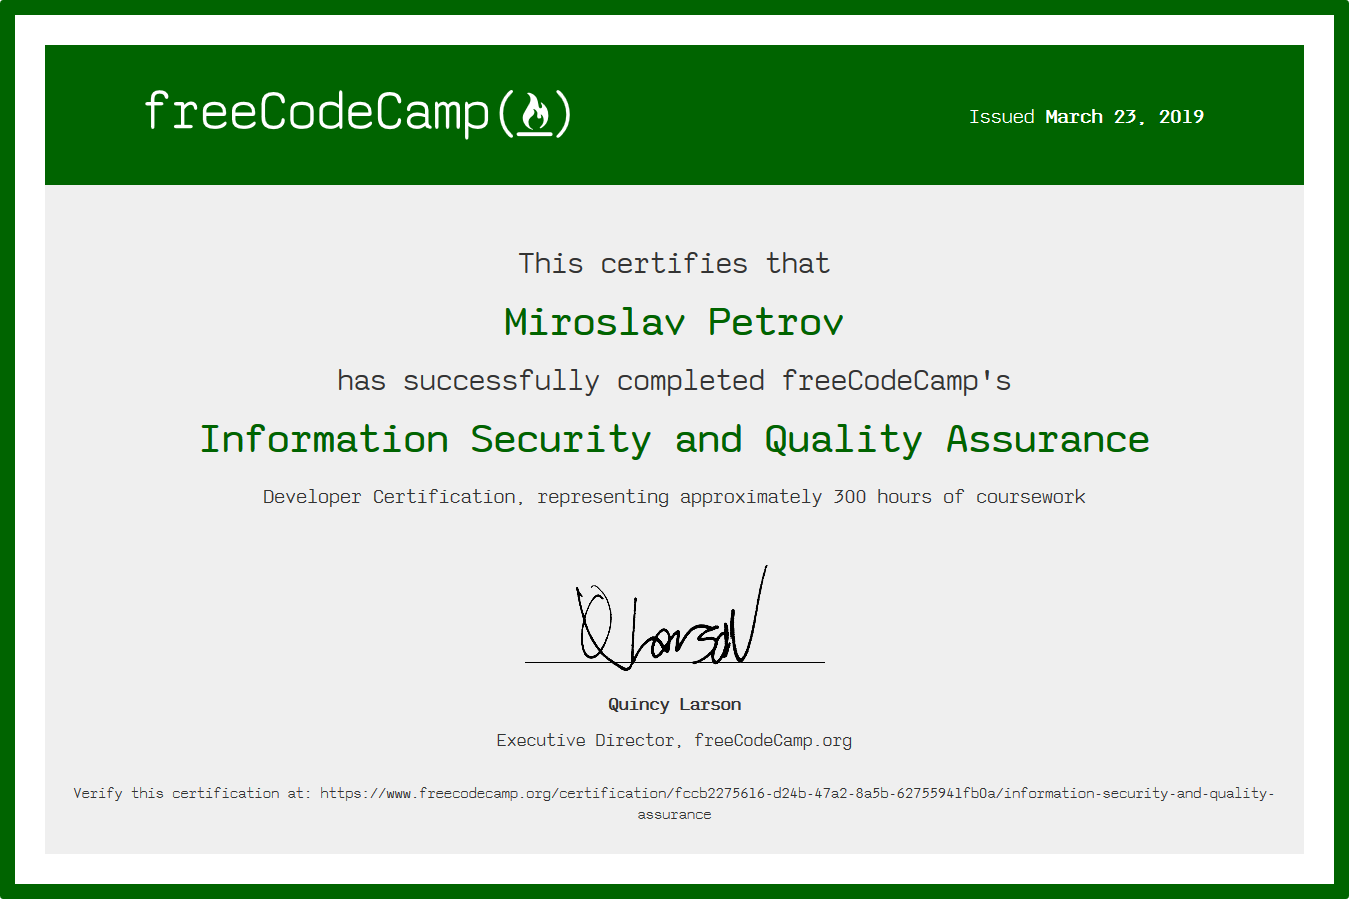 freeCodeCamp(🔥)
Issued March 23, 2019
This certifies that
Miroslav Petrov
has successfully completed freeCodeCamp's
Information Security and Quality Assurance
Developer Certification, representing approximately 300 hours of coursework
Q Larson
Quincy Larson
Executive Director, freeCodeCamp.org
Verify this certification at: https://www.freecodecamp.org/certification/fccb2275616-d24b-47a2-8a5b-62755941fb0a/information-security-and-quality-
assurance